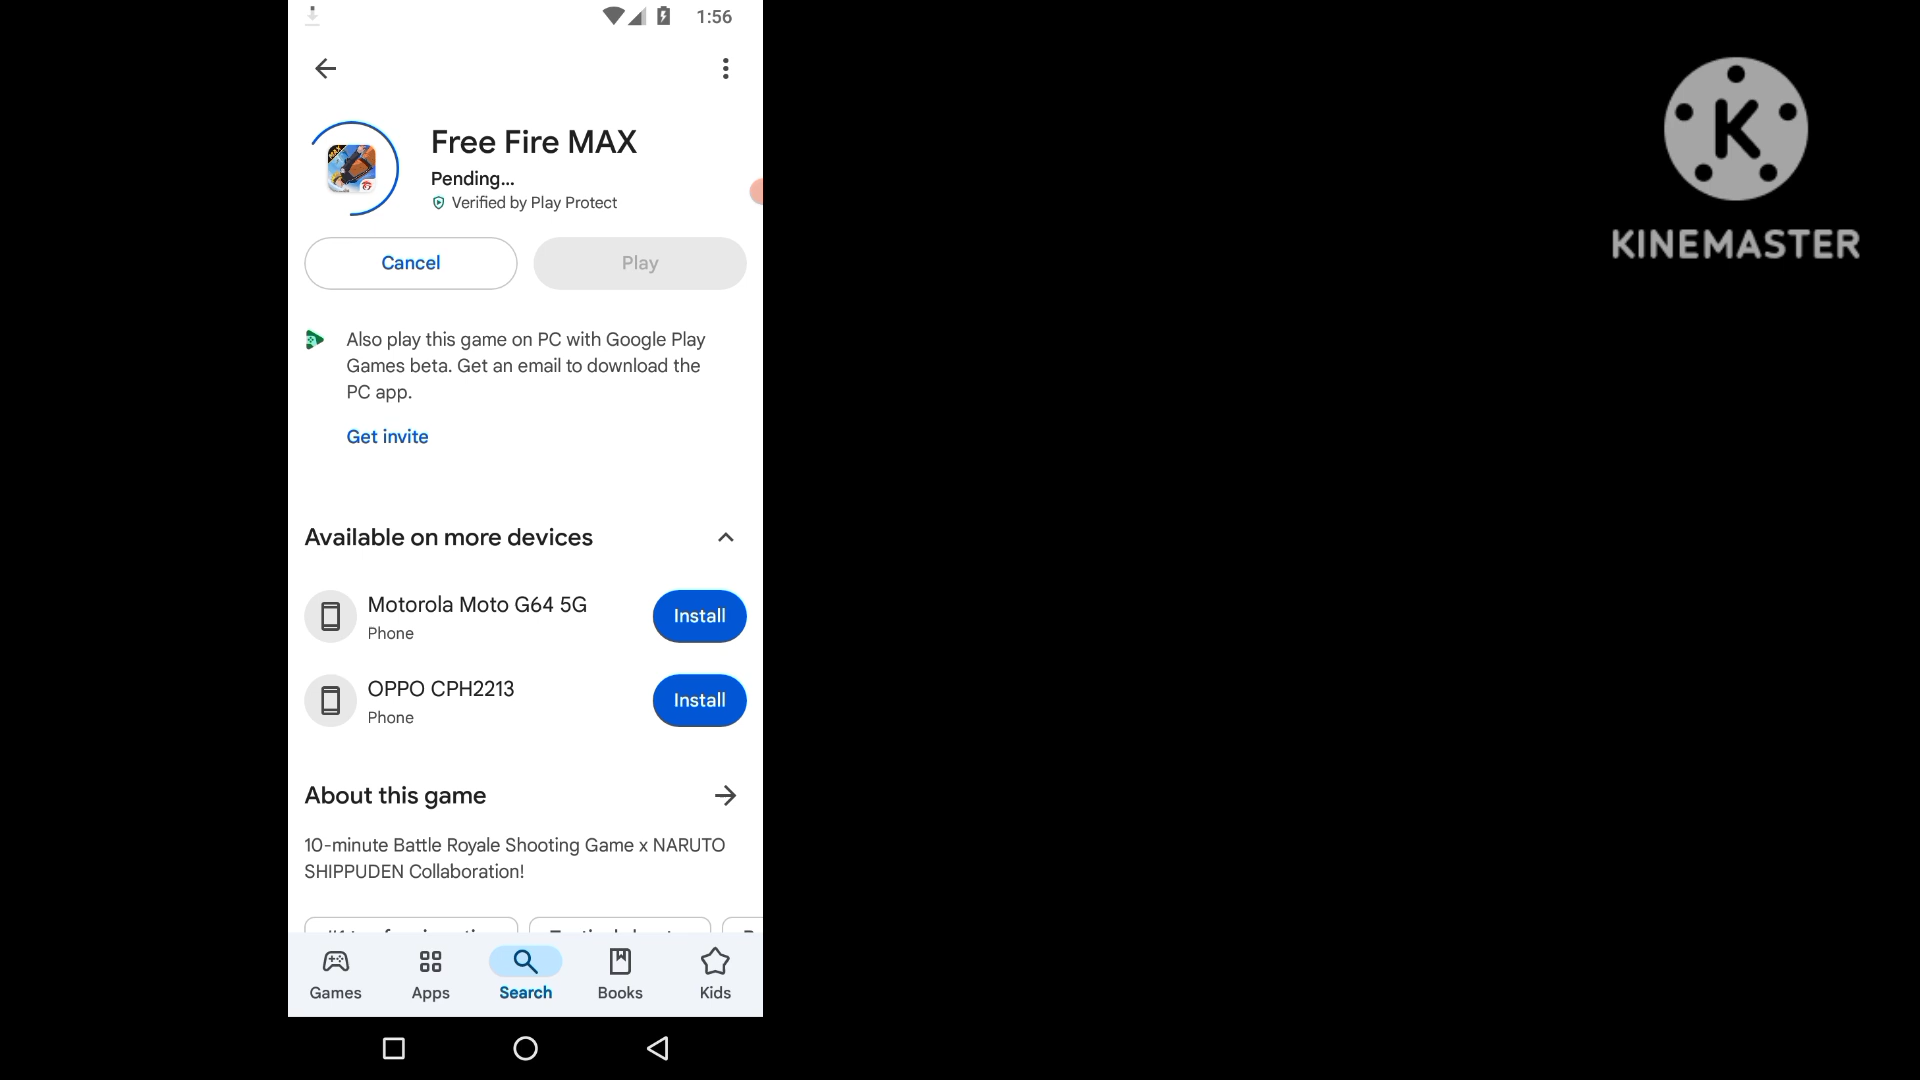 1:56
Free Fire MAX
Pending...
Verified by Play Protect
Cancel
Play
Also play this game on PC with Google Play
Games beta. Get an email to download the
PC app.
Get invite
Available on more devices
Motorola Moto G64 5G
Phone
Install
OPPO CPH2213
Phone
Install
About this game
10-minute Battle Royale Shooting Game x NARUTO
SHIPPUDEN Collaboration!
Games
Apps
Search
Books
Kids
K
KINEMASTER